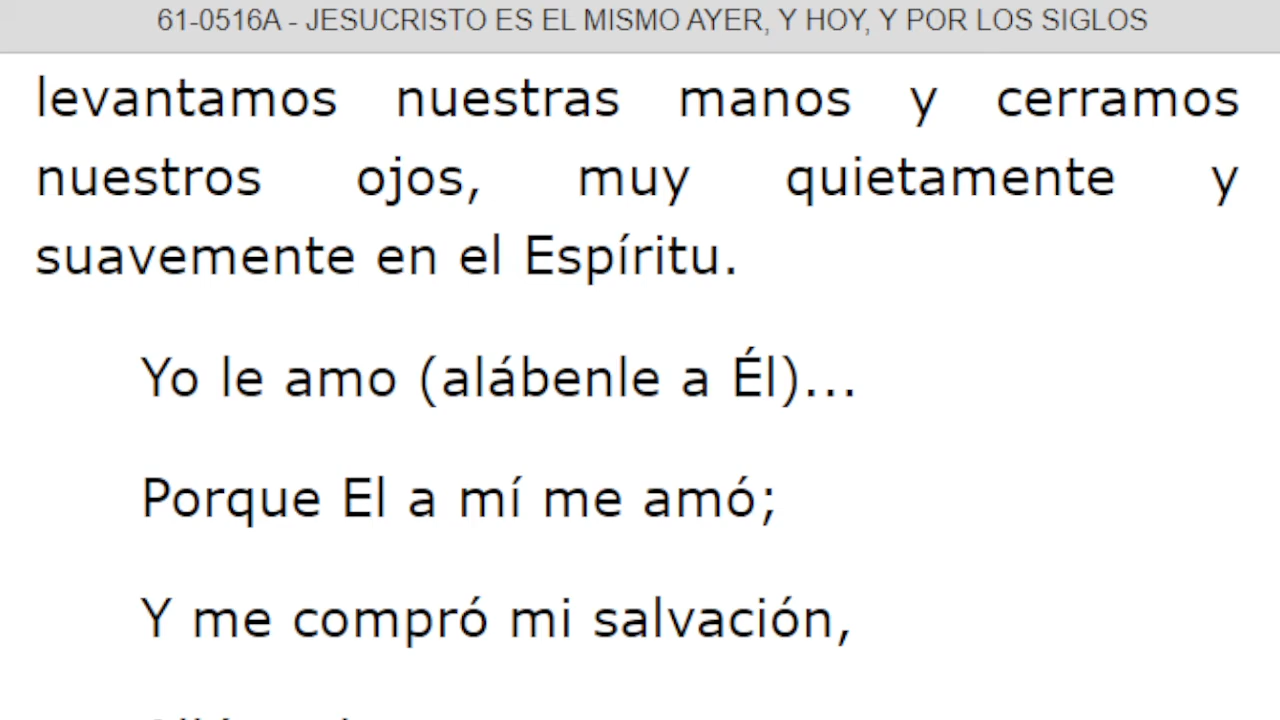 61-0516A - JESUCRISTO ES EL MISMO AYER, Y HOY, Y POR LOS SIGLOS
levantamos nuestras manos y cerramos
nuestros ojos, muy quietamente y
suavemente en el Espíritu.
Yo le amo (alábenle a Él)...
Porque El a mí me amó;
Y me compró mi salvación,